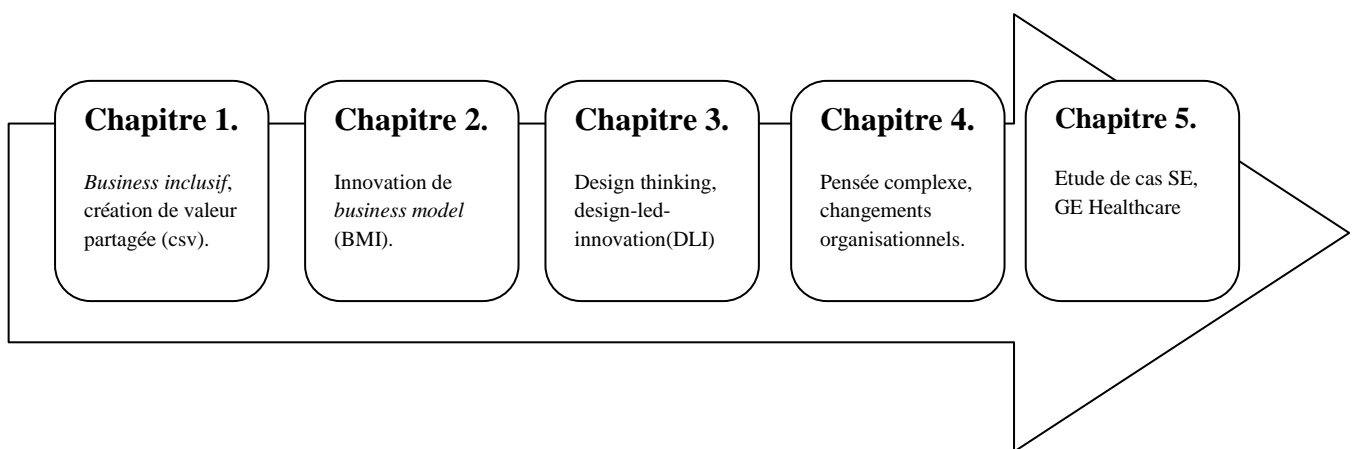 Chapitre 1.
Business inclusif,
création de valeur
partagée (csv).
Chapitre 2.
Innovation de
business model
(BMI).
Chapitre 3.
Design thinking,
design-led-
innovation(DLI)
Chapitre 4.
Pensée complexe,
changements
organisationnels.
Chapitre 5.
Etude de cas SE,
GE Healthcare